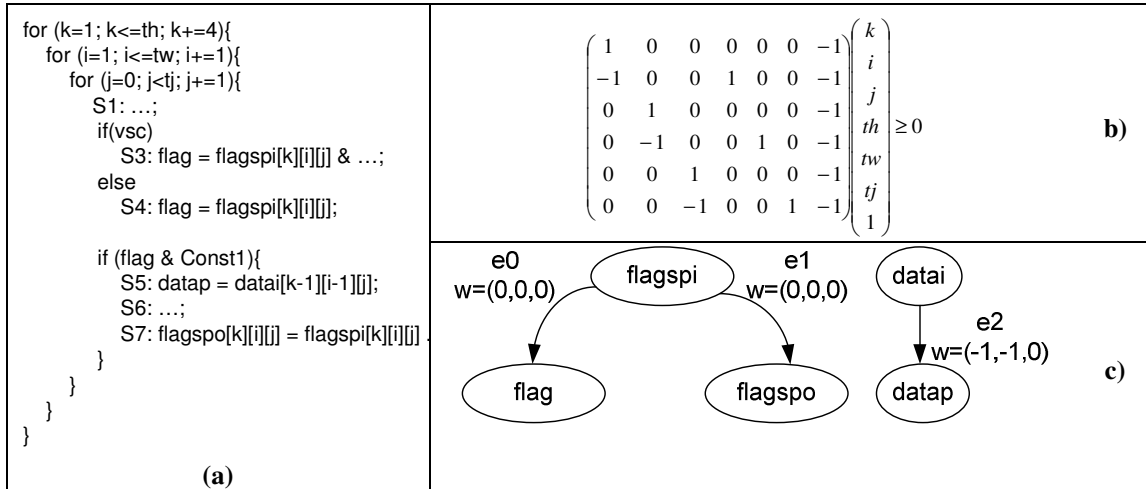 for (k=1; k<=th; k+=4){
for (i=1; i<=tw; i+=1){
for (j=0; j<tj; j+=1){
S1: …;
if(vsc)
S3: flag = flagspi[k][i][j] & …;
else
S4: flag = flagspi[k][i][j];
if (flag & Const1){
S5: datap = datai[k-1][i-1][j];
S6: …;
S7: flagspo[k][i][j] = flagspi[k][i][j] .
}
}
}
}
(a)
1 0 0 0 0 0 −1 k
−1 0 0 1 0 0 −1 i
0 1 0 0 0 0 −1 j
0 −1 0 0 1 0 −1 th ≥ 0
0 0 1 0 0 0 −1 tw
0 0 −1 0 0 1 −1 tj
1
b)
e0
w=(0,0,0)
flagspi
e1
w=(0,0,0)
datai
e2
w=(-1,-1,0)
flag
flagspo
datap
c)